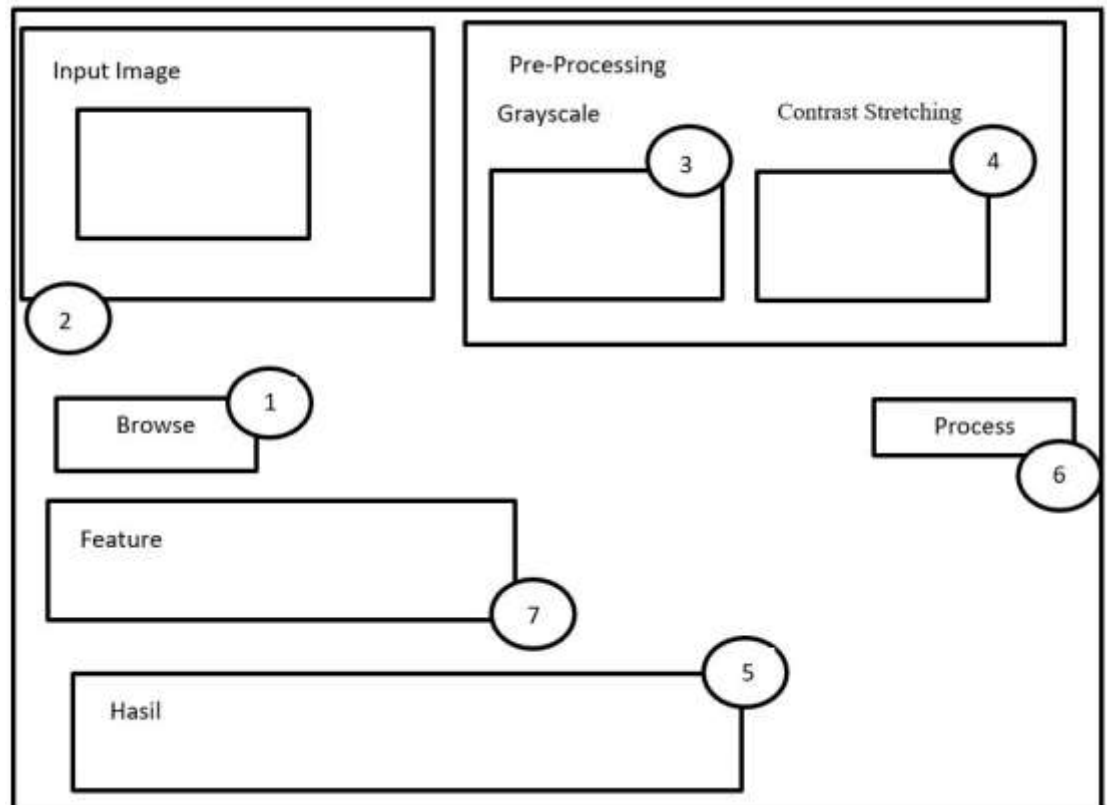 Input Image
Pre-Processing
Grayscale
Contrast Stretching
3
4
2
Browse
1
Process
6
Feature
7
Hasil
5